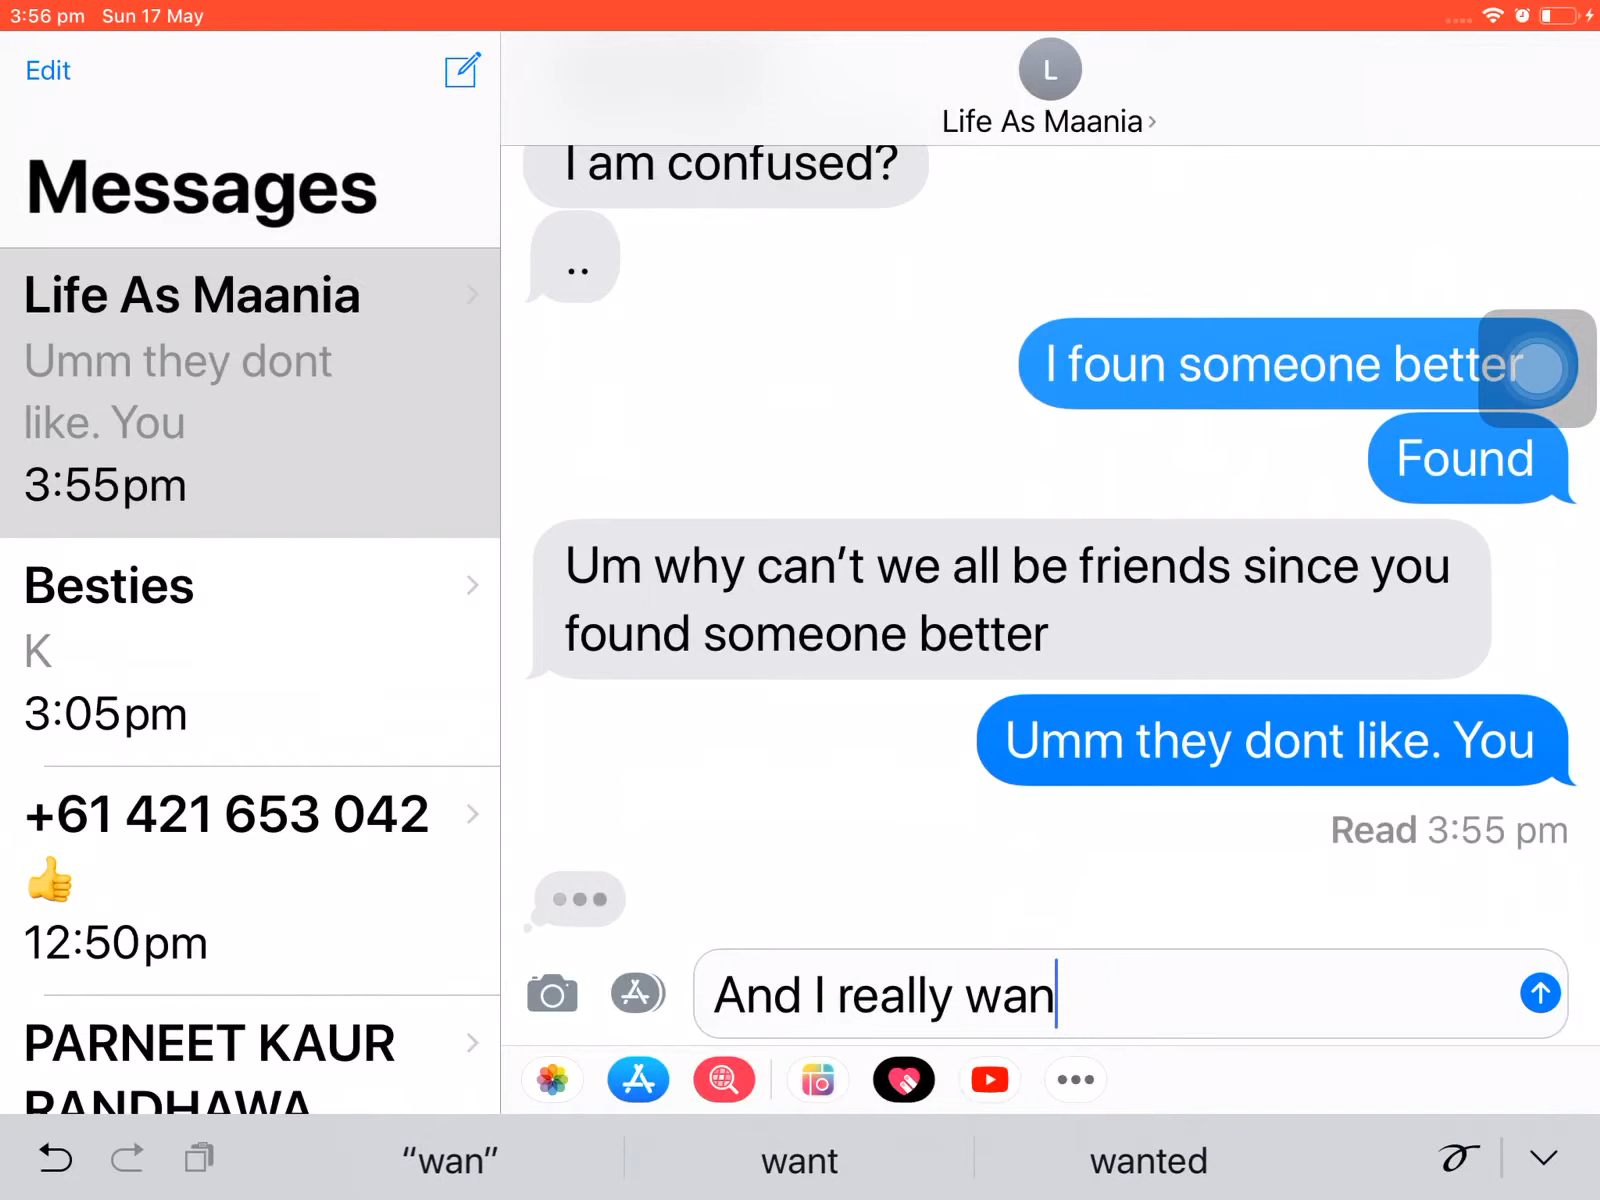 3:56 pm Sun 17 May
Edit
Messages
Life As Maania
Umm they dont
like. You
3:55pm
Besties
K
3:05pm
+61 421 653 042
👍
12:50pm
PARNEET KAUR
RANDHAWA
L
Life As Maania
I am confused?
..
I foun someone better
Found
Um why can’t we all be friends since you
found someone better
Umm they dont like. You
Read 3:55 pm
And I really wan
“wan” want wanted